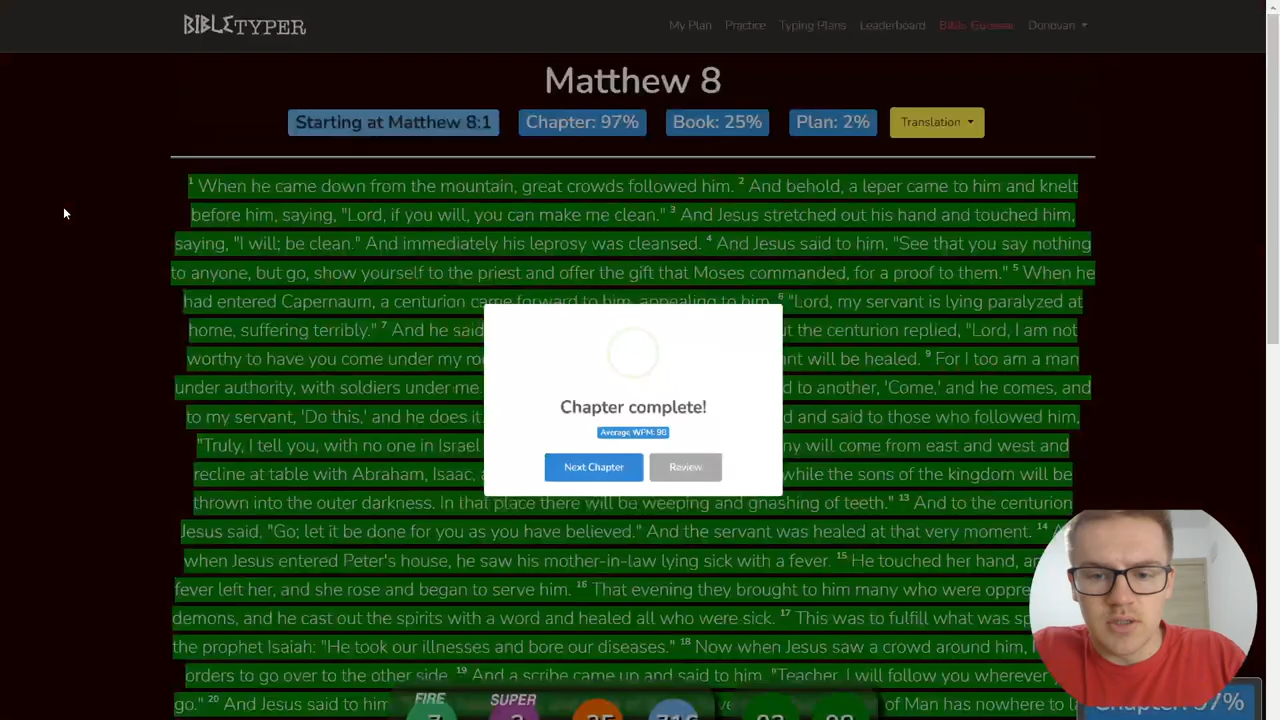 BIBLETYPER
My Plan Practice Typing Plans Leaderboard Donovan
Matthew 8
Starting at Matthew 8:1 Chapter: 97% Book: 25% Plan: 2% Translation
1 When he came down from the mountain, great crowds followed him. 2 And behold, a leper came to him and knelt
before him, saying, "Lord, if you will, you can make me clean." 3 And Jesus stretched out his hand and touched him,
saying, "I will; be clean." And immediately his leprosy was cleansed. 4 And Jesus said to him, "See that you say nothing
to anyone, but go, show yourself to the priest and offer the gift that Moses commanded, for a proof to them." 5 When he
had entered Capernaum, a centurion came forward to him, appealing to him, 6 "Lord, my servant is lying paralyzed at
home, suffering terribly." 7 And he said t the centurion replied, "Lord, I am not
worthy to have you come under my ro nt will be healed. 9 For I too am a man
under authority, with soldiers under me d to another, 'Come,' and he comes, and
to my servant, 'Do this,' and he does it. d and said to those who followed him,
"Truly, I tell you, with no one in Israel ny will come from east and west and
recline at table with Abraham, Isaac, while the sons of the kingdom will be
thrown into the outer darkness. In that place there will be weeping and gnashing of teeth." 13 And to the centurion
Jesus said, "Go; let it be done for you as you have believed." And the servant was healed at that very moment. 14
when Jesus entered Peter's house, he saw his mother-in-law lying sick with a fever. 15 He touched her hand,
fever left her, and she rose and began to serve him. 16 That evening they brought to him many who were oppre
demons, and he cast out the spirits with a word and healed all who were sick. 17 This was to fulfill what was sp
the prophet Isaiah: "He took our illnesses and bore our diseases." 18 Now when Jesus saw a crowd around him,
orders to go over to the other side. 19 And a scribe came up and said to him, "Teacher, I will follow you wherever
go." 20 And Jesus said to him of Man has nowhere to
Chapter complete!
Average WPM: 98
Next Chapter Review
FIRE SUPER